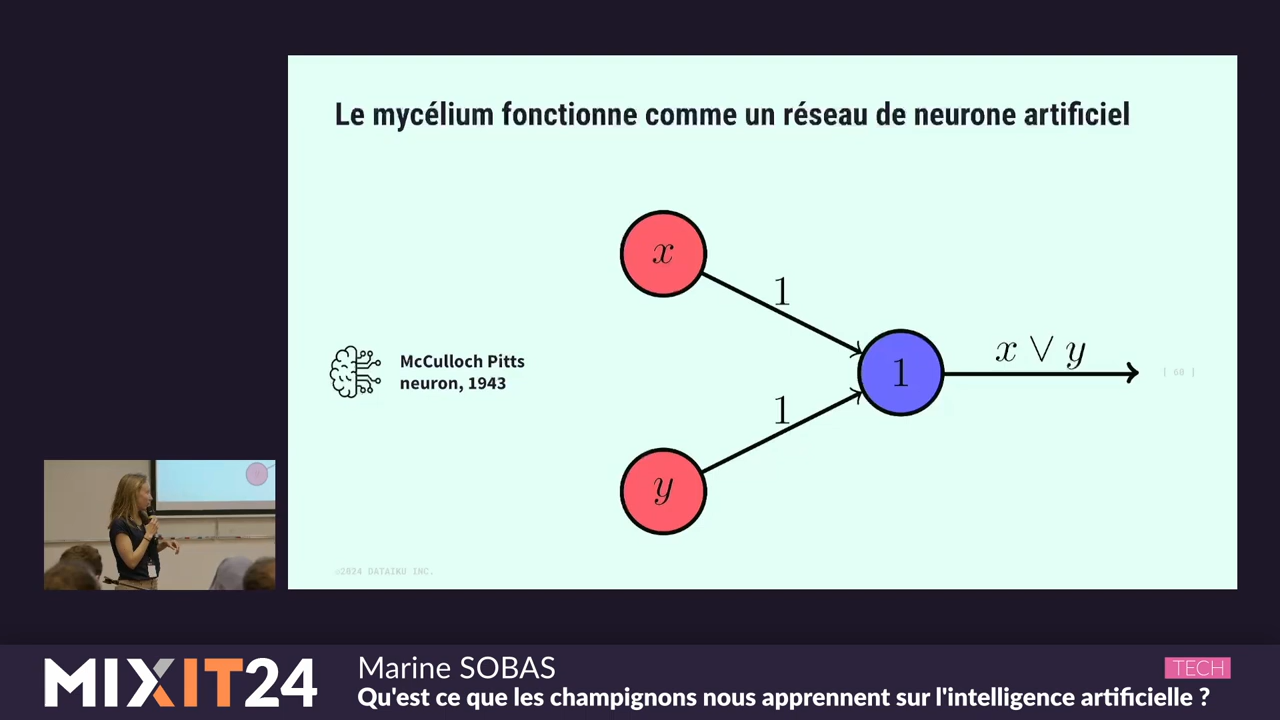 Le mycélium fonctionne comme un réseau de neurone artificiel
x
1
1
x ∨ y
| 60 |
1
y
McCulloch Pitts
neuron, 1943
©2024 DATAIKU INC.
MIXIT24
Marine SOBAS
TECH
Qu'est ce que les champignons nous apprennent sur l'intelligence artificielle ?